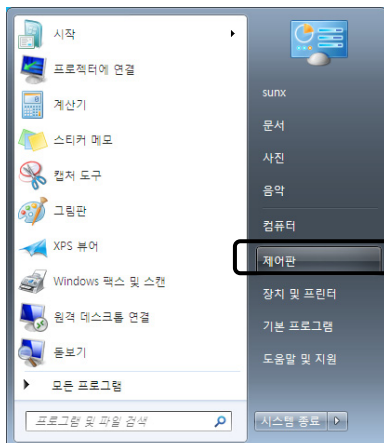 시작
프로젝터에 연결
계산기
스티커 메모
캡처 도구
그림판
XPS 뷰어
Windows 팩스 및 스캔
원격 데스크톱 연결
돋보기
모든 프로그램
프로그램 및 파일 검색
sunx
문서
사진
음악
컴퓨터
제어판
장치 및 프린터
기본 프로그램
도움말 및 지원
시스템 종료